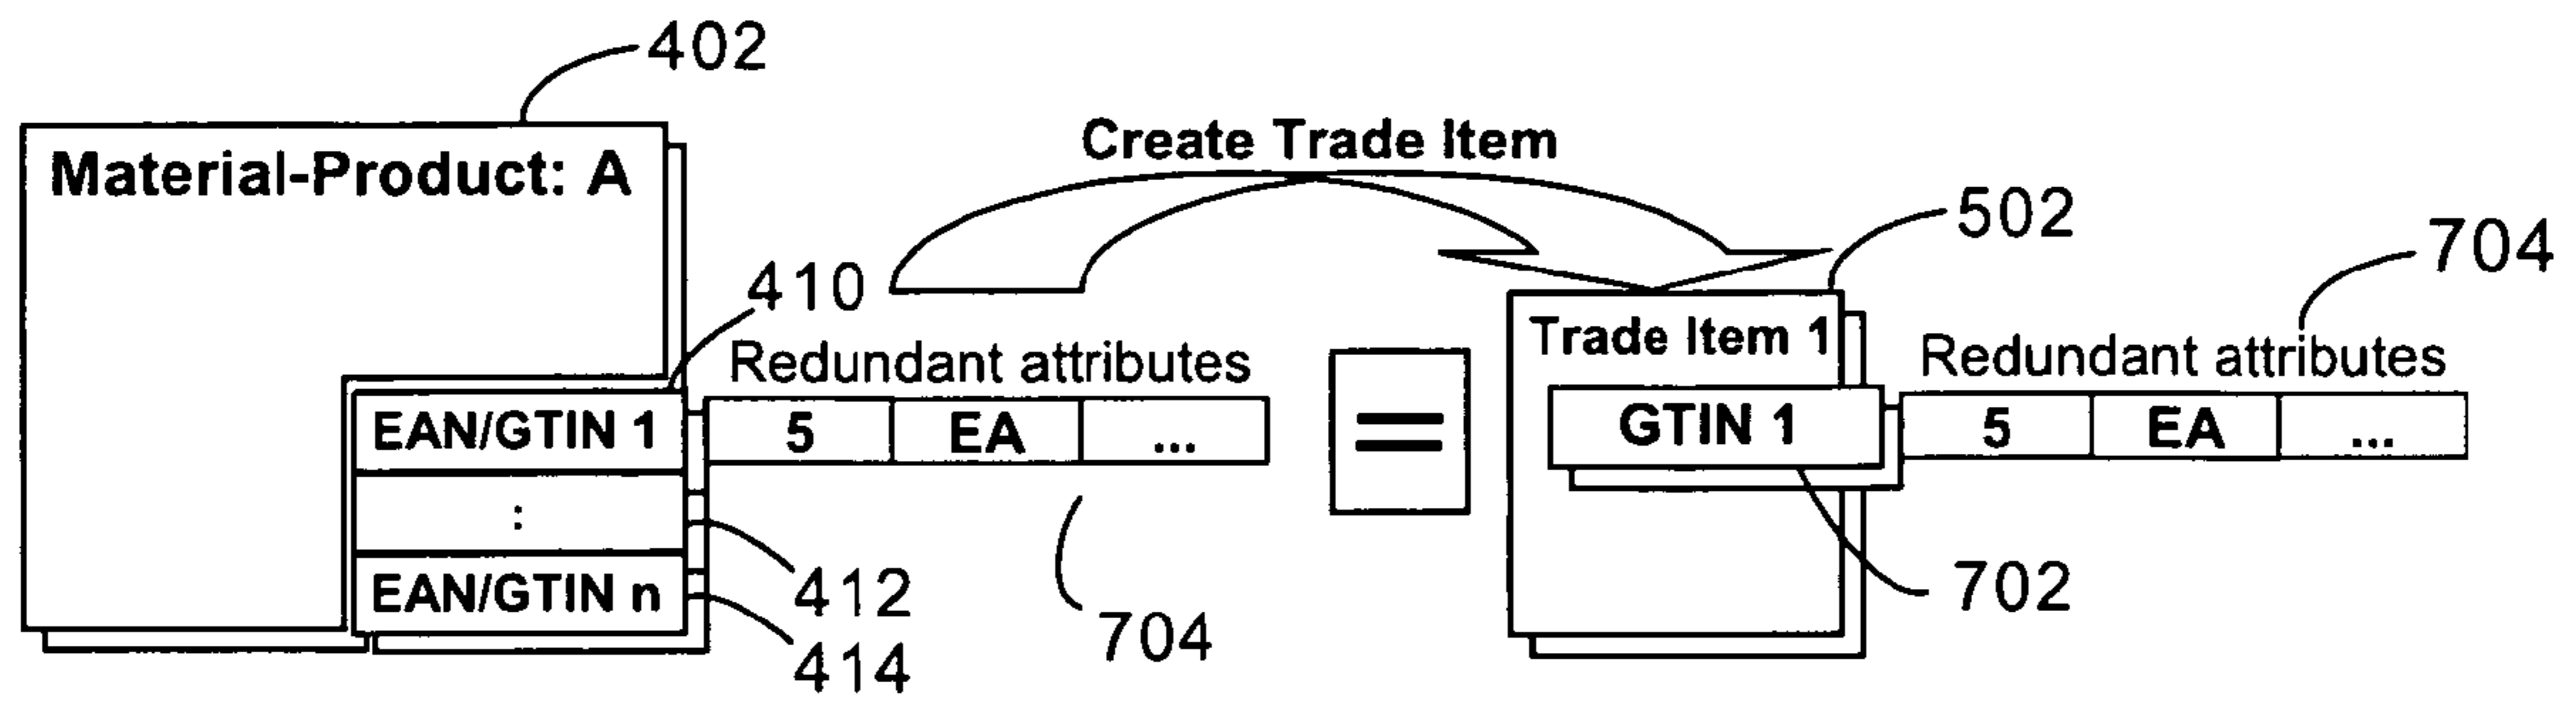 402
Material-Product: A
Create Trade Item
502
704
410
Redundant attributes
Trade Item 1
Redundant attributes
EAN/GTIN 1
5
EA
...
=
GTIN 1
5
EA
...
:
412
702
EAN/GTIN n
704
414